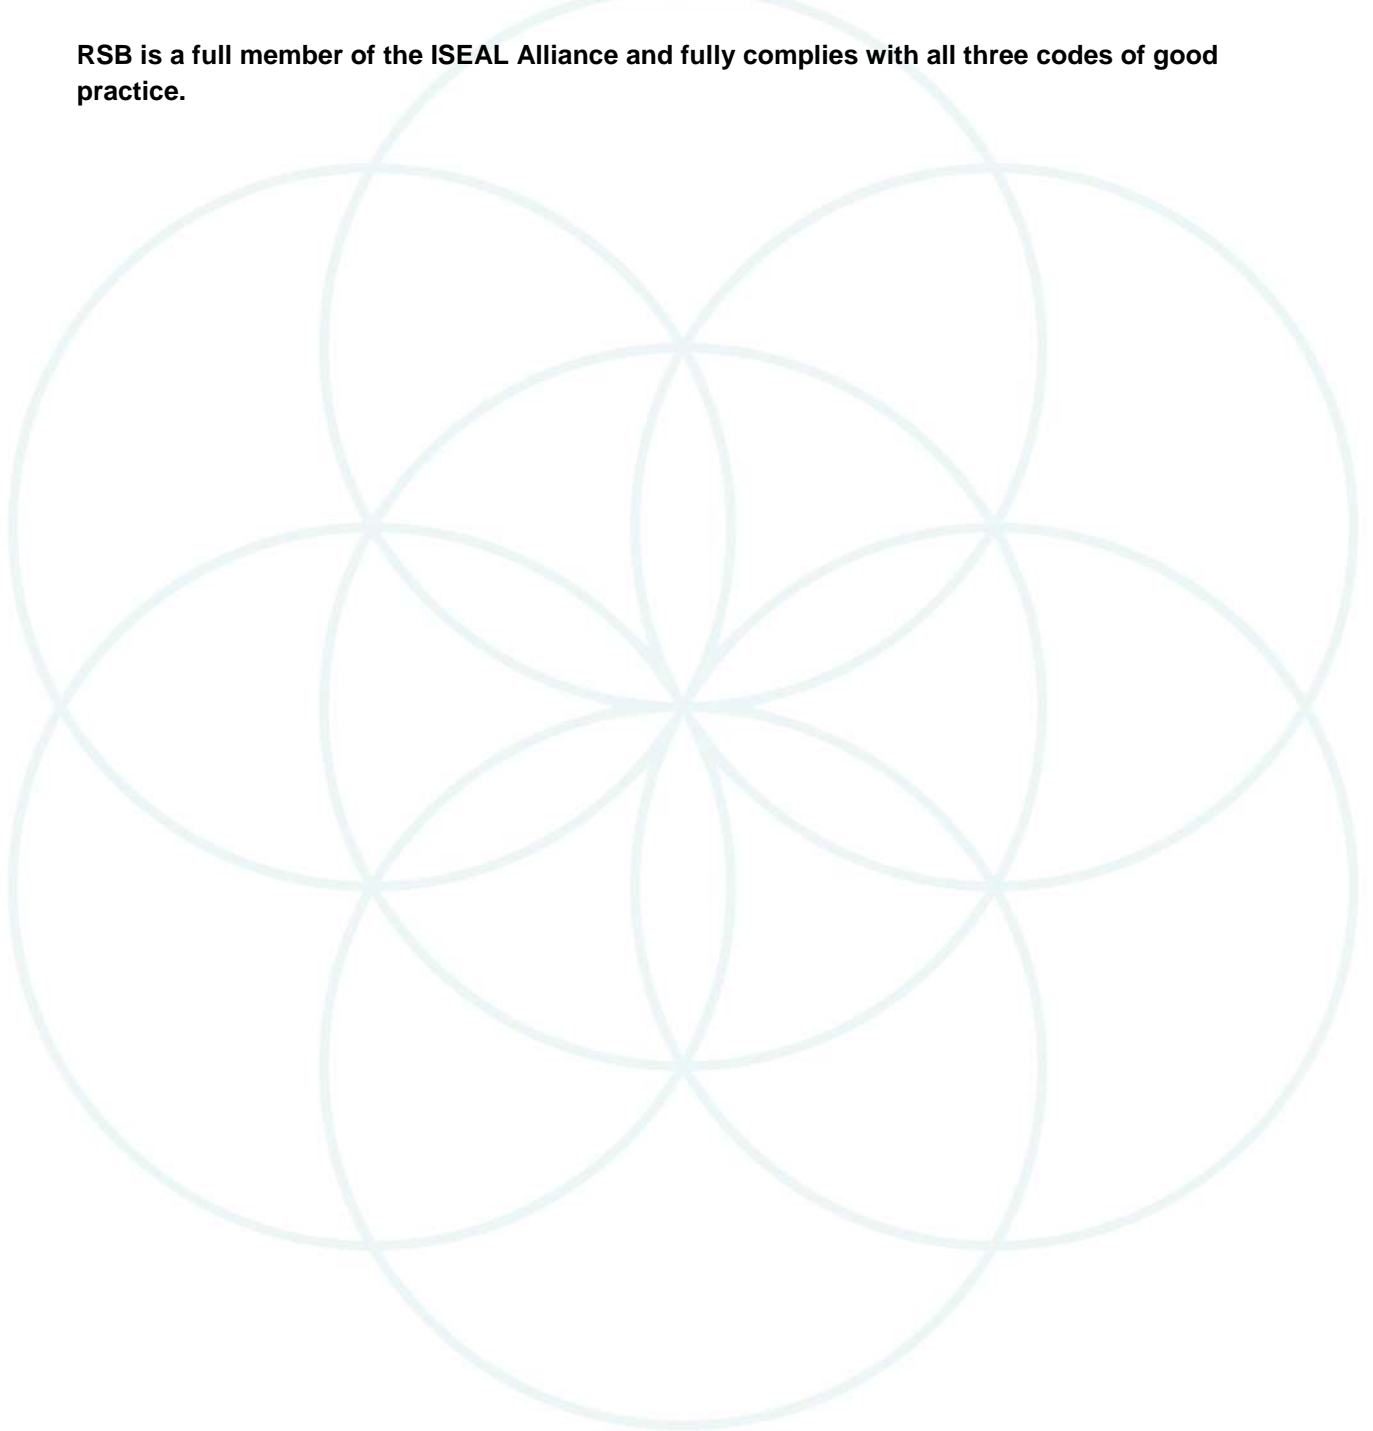 RSB is a full member of the ISEAL Alliance and fully complies with all three codes of good
practice.